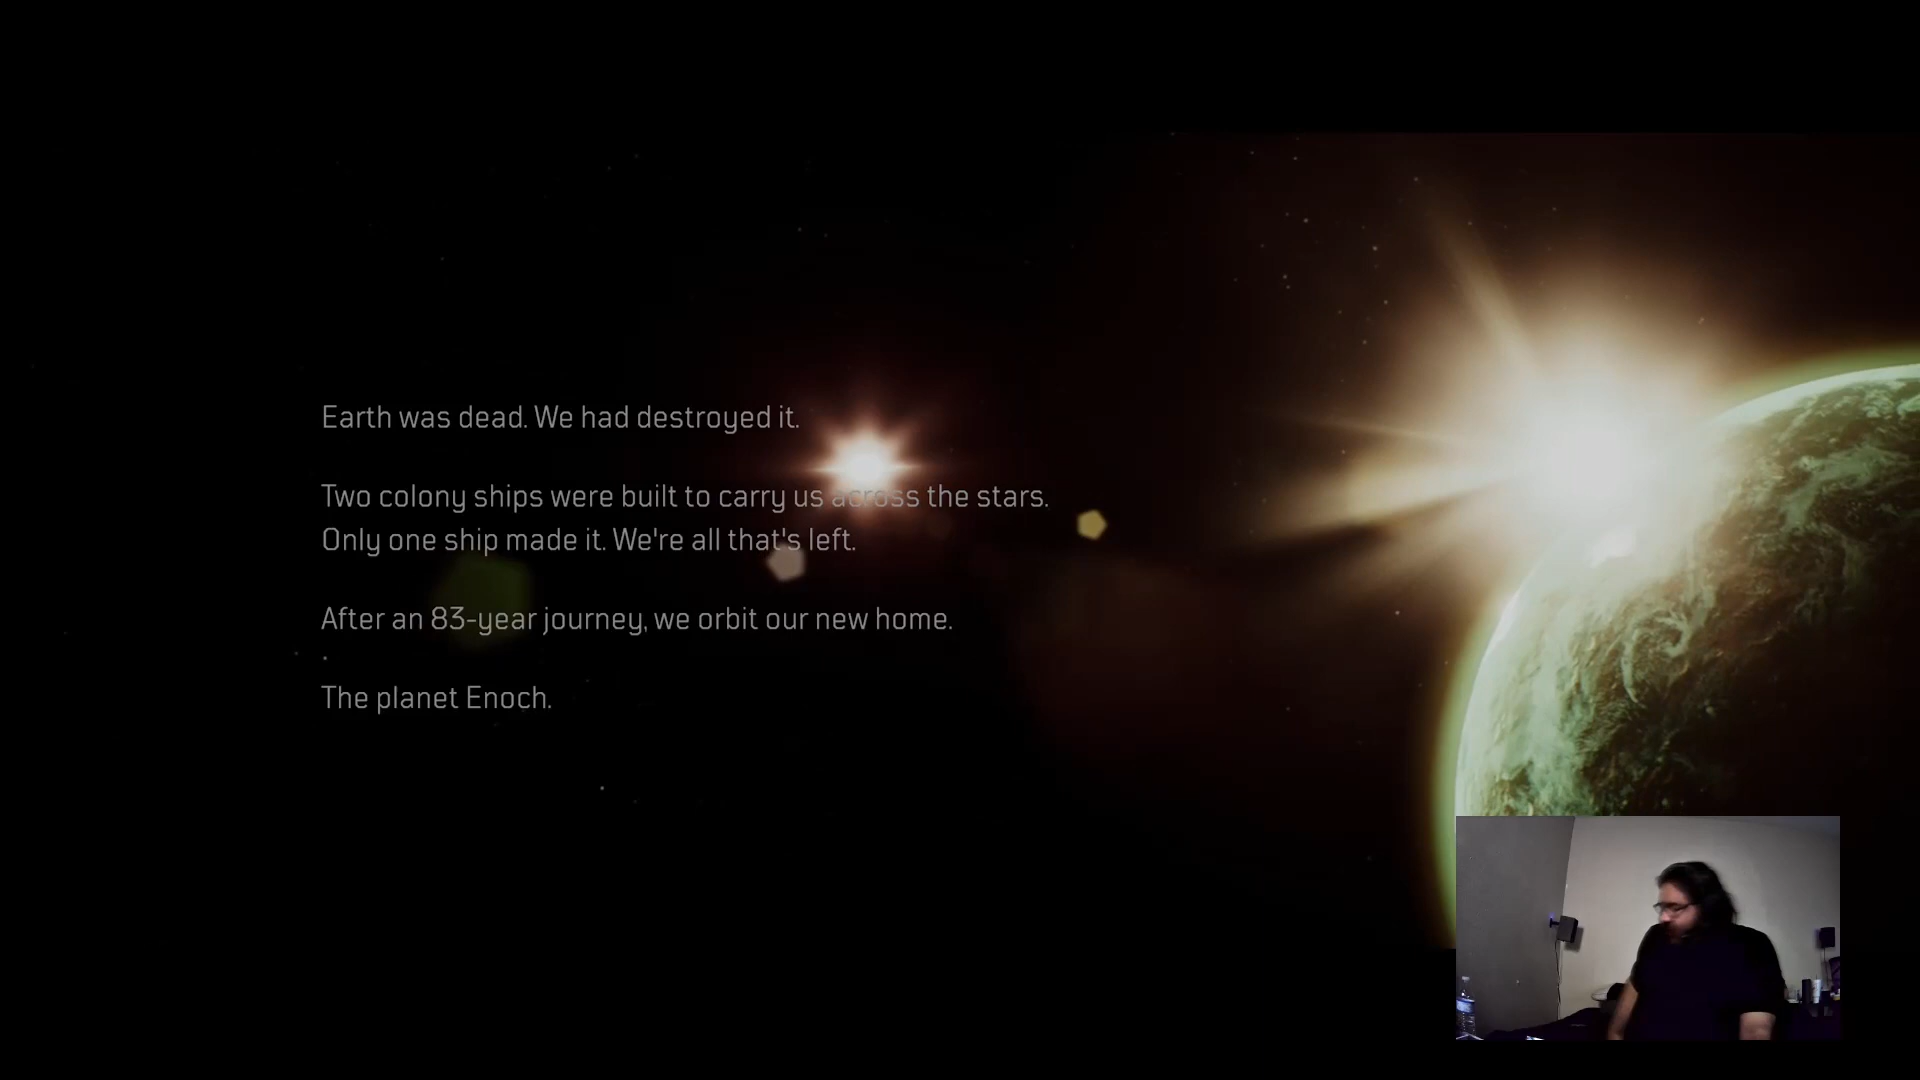 Earth was dead. We had destroyed it.
Two colony ships were built to carry us across the stars.
Only one ship made it. We're all that's left.
After an 83-year journey, we orbit our new home.
The planet Enoch.